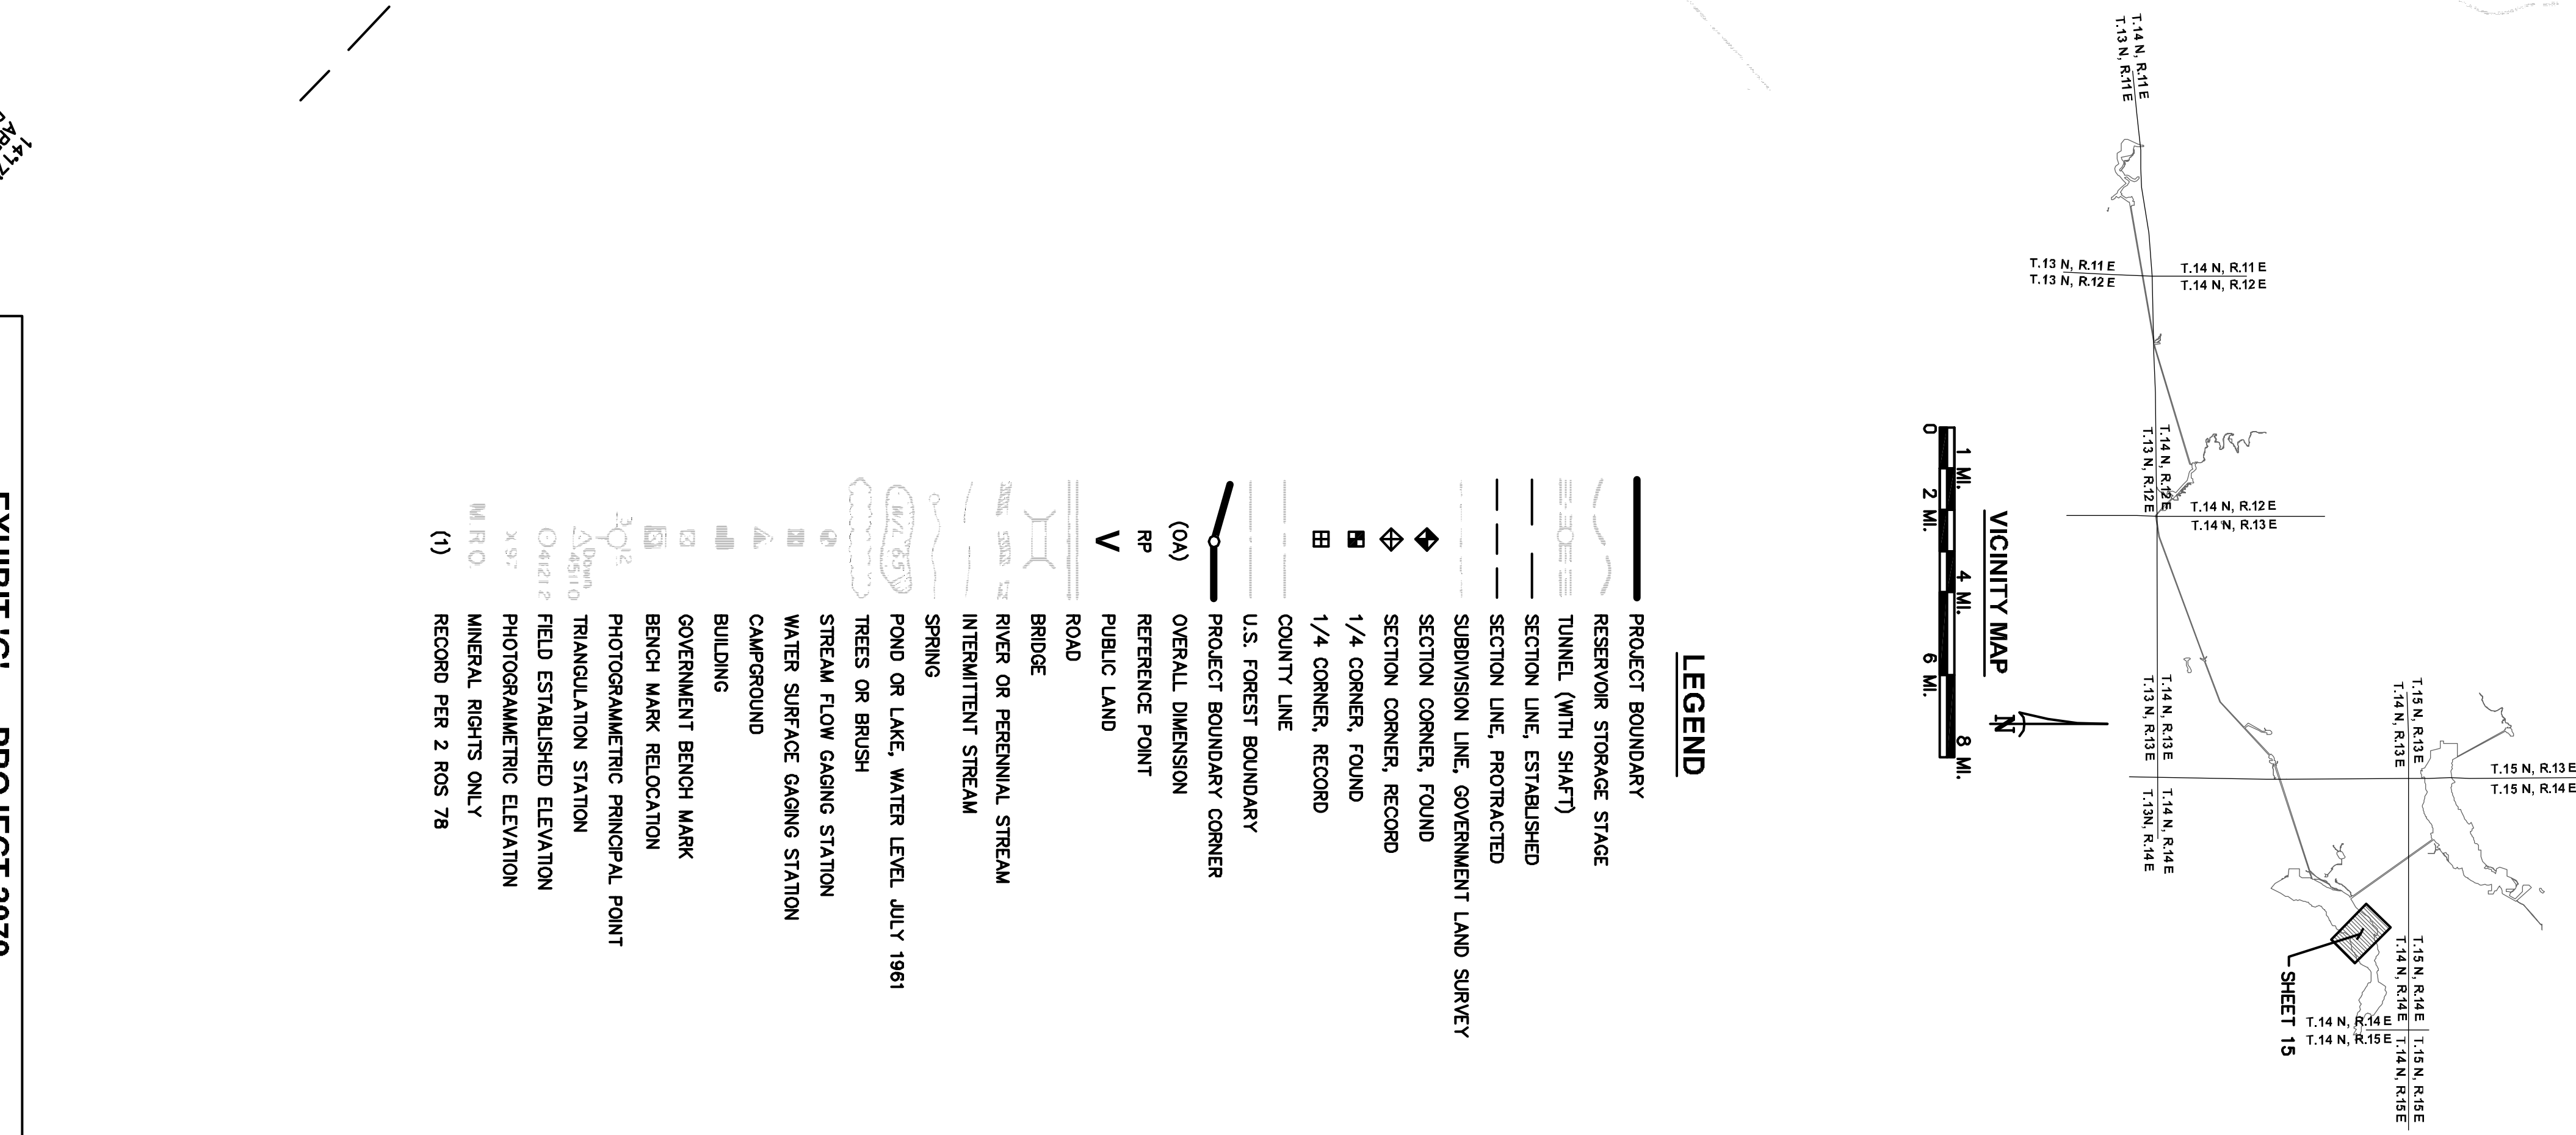 T.14 N, R.11 E
T.13 N, R.11 E
T.13 N, R.11 E
T.13 N, R.12 E
T.14 N, R.11 E
T.14 N, R.12 E
T.14 N, R.12 E
T.13 N, R.12 E
T.14 N, R.12 E
T.14 N, R.13 E
T.14 N, R.13 E
T.13 N, R.13 E
T.15 N, R.13 E
T.14 N, R.13 E
T.15 N, R.13 E
T.15 N, R.14 E
T.14 N, R.14 E
T.13N, R.14 E
T.15 N, R.14 E
T.14 N, R.14 E
T.14 N, R.14 E
T.14 N, R.15 E
T.15 N, R.15 E
T.14 N, R.15 E
SHEET 15
N
VICINITY MAP
1 MI. 4 MI. 8 MI.
0 2 MI. 6 MI.
LEGEND
PROJECT BOUNDARY
RESERVOIR STORAGE STAGE
TUNNEL (WITH SHAFT)
SECTION LINE, ESTABLISHED
SECTION LINE, PROTRACTED
SUBDIVISION LINE, GOVERNMENT LAND SURVEY
SECTION CORNER, FOUND
SECTION CORNER, RECORD
1/4 CORNER, FOUND
1/4 CORNER, RECORD
COUNTY LINE
U.S. FOREST BOUNDARY
PROJECT BOUNDARY CORNER
(OA) OVERALL DIMENSION
RP REFERENCE POINT
V PUBLIC LAND
ROAD
BRIDGE
RIVER OR PERENNIAL STREAM
INTERMITTENT STREAM
SPRING
POND OR LAKE, WATER LEVEL JULY 1961
TREES OR BRUSH
STREAM FLOW GAGING STATION
WATER SURFACE GAGING STATION
CAMPGROUND
BUILDING
GOVERNMENT BENCH MARK
BENCH MARK RELOCATION
3-12 PHOTOGRAMMETRIC PRINCIPAL POINT
Down 4511.0 TRIANGULATION STATION
4121.2 FIELD ESTABLISHED ELEVATION
PHOTOGRAMMETRIC ELEVATION
M.R.O. MINERAL RIGHTS ONLY
(1) RECORD PER 2 ROS 78